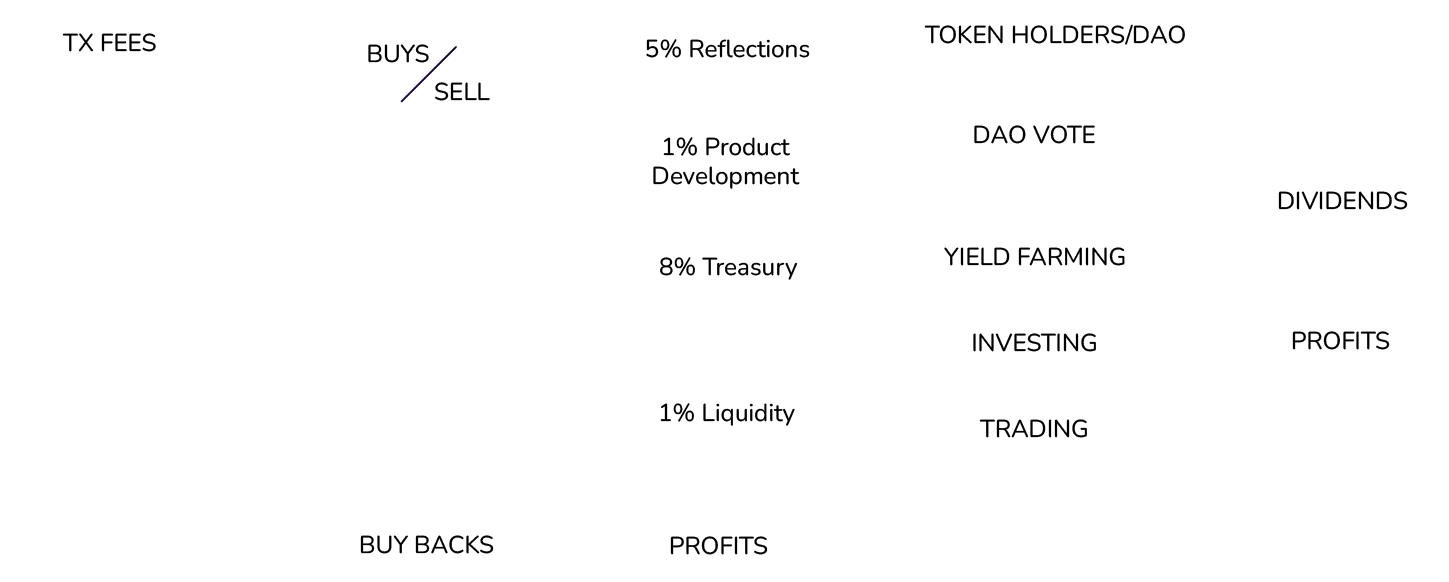 TX FEES
BUYS
SELL
5% Reflections
TOKEN HOLDERS/DAO
1% Product
Development
DAO VOTE
DIVIDENDS
8% Treasury
YIELD FARMING
INVESTING
PROFITS
1% Liquidity
TRADING
BUY BACKS
PROFITS